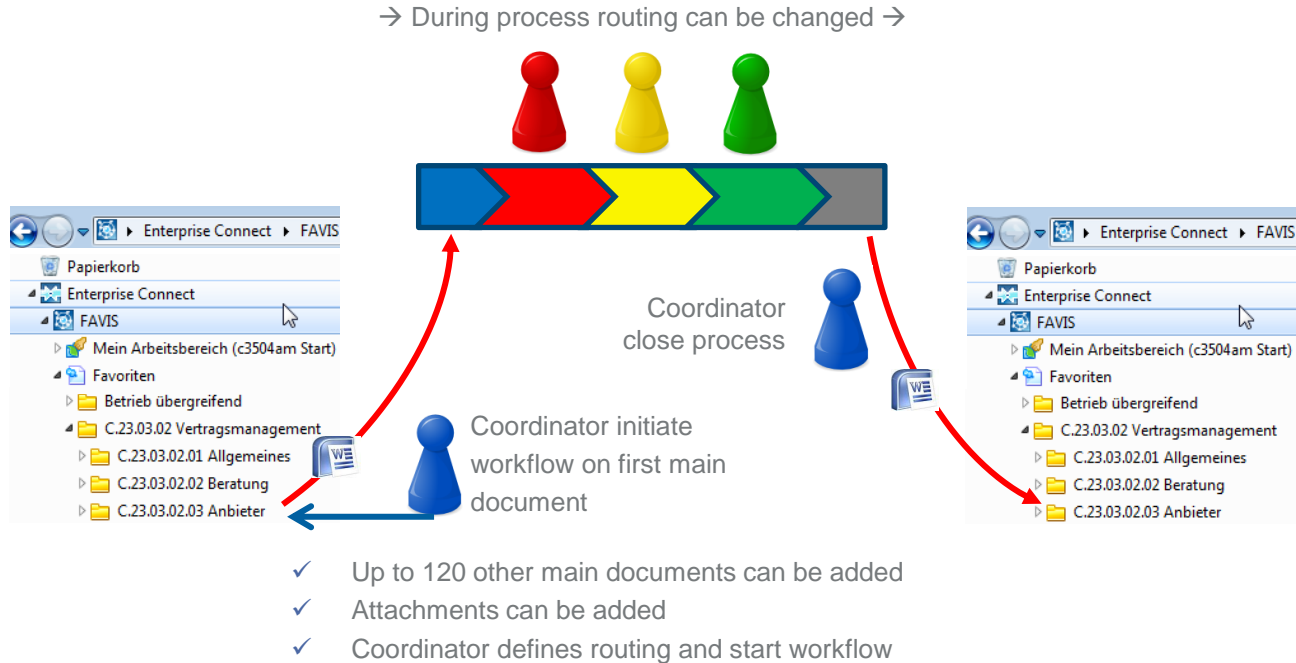 → During process routing can be changed →
Enterprise Connect FAVIS
Papierkorb
Enterprise Connect
FAVIS
Mein Arbeitsbereich (c3504am Start)
Favoriten
Betrieb übergreifend
C.23.03.02 Vertragsmanagement
C.23.03.02.01 Allgemeines
C.23.03.02.02 Beratung
C.23.03.02.03 Anbieter
W
Coordinator initiate
workflow on first main
document
Coordinator
close process
W
Enterprise Connect FAVIS
Papierkorb
Enterprise Connect
FAVIS
Mein Arbeitsbereich (c3504am Start)
Favoriten
Betrieb übergreifend
C.23.03.02 Vertragsmanagement
C.23.03.02.01 Allgemeines
C.23.03.02.02 Beratung
C.23.03.02.03 Anbieter
✓ Up to 120 other main documents can be added
✓ Attachments can be added
✓ Coordinator defines routing and start workflow